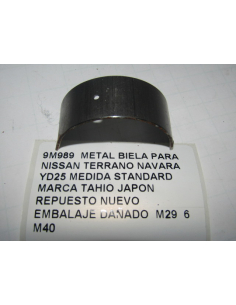 9M989 METAL BIELA PARA
NISSAN TERRANO NAVARA
YD25 MEDIDA STANDARD
MARCA TAHIO JAPON
REPUESTO NUEVO
EMBALAJE DANADO M29 6
M40